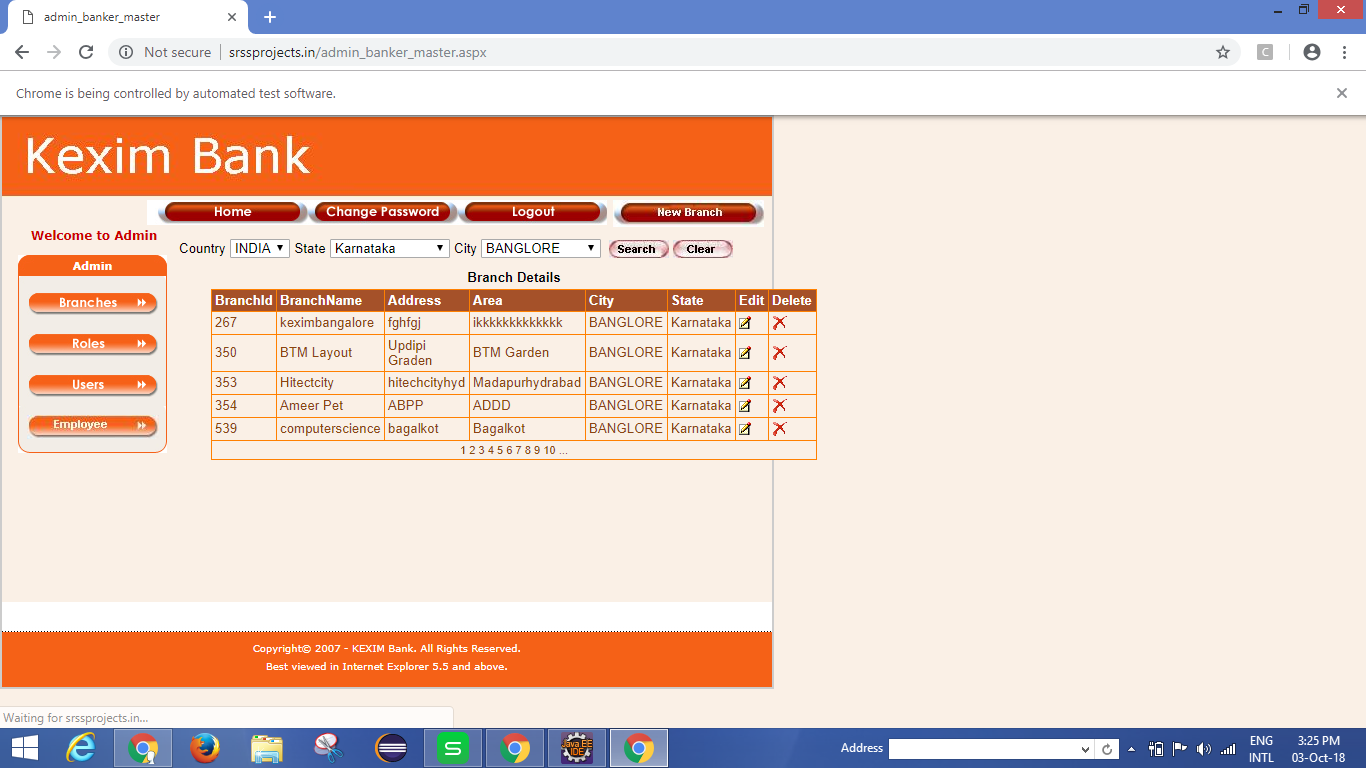 admin_banker_master
Not secure srssprojects.in/admin_banker_master.aspx
C
Chrome is being controlled by automated test software.
Kexim Bank
Home Change Password Logout New Branch
Welcome to Admin
Country INDIA State Karnataka City BANGLORE Search Clear
Admin
Branches
Roles
Users
Employee
Branch Details
BranchId BranchName Address Area City State Edit Delete
267 keximbangalore fghfgj ikkkkkkkkkkkkk BANGLORE Karnataka
350 BTM Layout Updipi Graden BTM Garden BANGLORE Karnataka
353 Hitectcity hitechcityhyd Madapurhydrabad BANGLORE Karnataka
354 Ameer Pet ABPP ADDD BANGLORE Karnataka
539 computerscience bagalkot Bagalkot BANGLORE Karnataka
1 2 3 4 5 6 7 8 9 10 ...
Copyright© 2007 - KEXIM Bank. All Rights Reserved.
Best viewed in Internet Explorer 5.5 and above.
Waiting for srssprojects.in...
S
Java EE
IDE
Address
ENG
INTL
3:25 PM
03-Oct-18